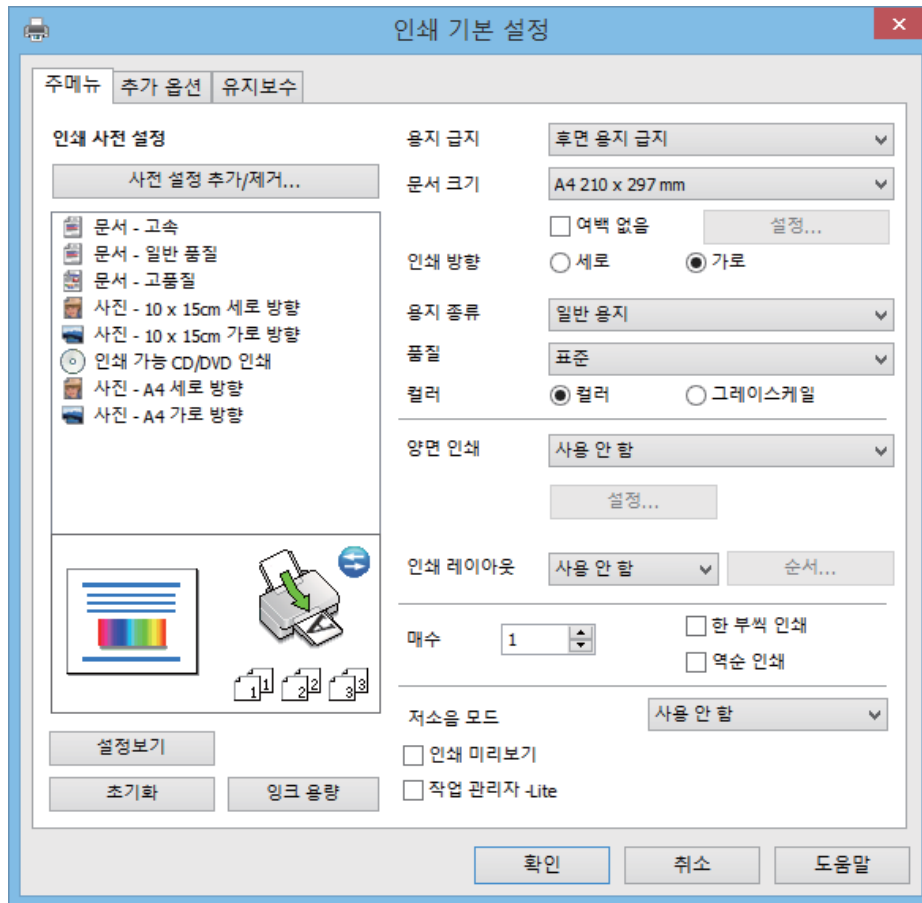 인쇄 기본 설정
주메뉴 추가 옵션 유지보수
인쇄 사전 설정
사전 설정 추가/제거...
문서 - 고속
문서 - 일반 품질
문서 - 고품질
사진 - 10 x 15cm 세로 방향
사진 - 10 x 15cm 가로 방향
인쇄 가능 CD/DVD 인쇄
사진 - A4 세로 방향
사진 - A4 가로 방향
A
1 1 2 2 3 3
설정보기
초기화 잉크 용량
용지 급지 후면 용지 급지
문서 크기 A4 210 x 297 mm
여백 없음 설정...
인쇄 방향 세로 가로
용지 종류 일반 용지
품질 표준
컬러 컬러 그레이스케일
양면 인쇄 사용 안 함
설정...
인쇄 레이아웃 사용 안 함 순서...
매수 1 한 부씩 인쇄
역순 인쇄
저소음 모드 사용 안 함
인쇄 미리보기
작업 관리자 -Lite
확인 취소 도움말